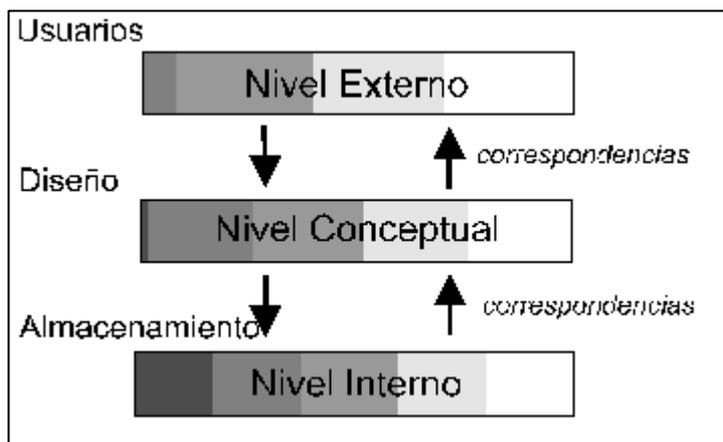 Usuarios
Nivel Externo
correspondencias
Diseño
Nivel Conceptual
correspondencias
Almacenamiento
Nivel Interno